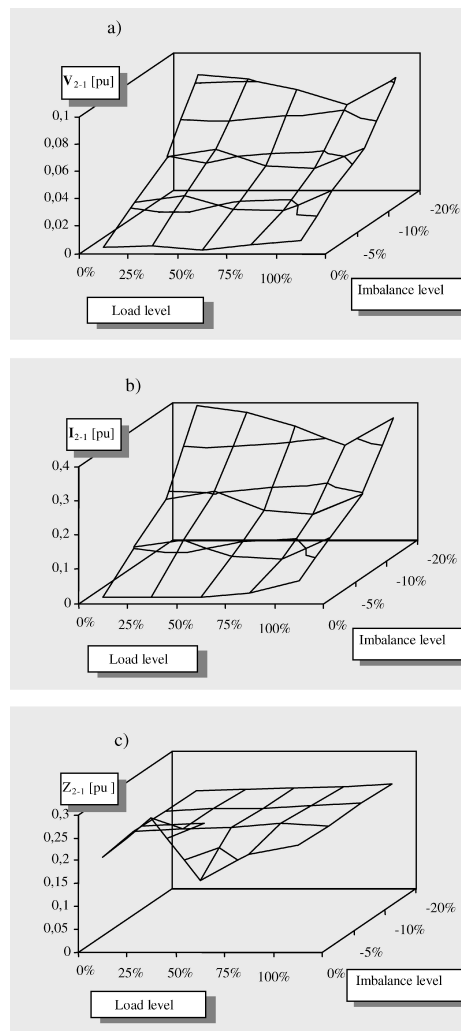 a)
V2-1 [pu]
0,1
0,08
0,06
0,04
0,02
0
0% 25% 50% 75% 100%
0% -5% -10% -20%
Load level
Imbalance level
b)
I2-1 [pu]
0,4
0,3
0,2
0,1
0
0% 25% 50% 75% 100%
0% -5% -10% -20%
Load level
Imbalance level
c)
Z2-1 [pu ]
0,3
0,25
0,2
0,15
0,1
0,05
0
0% 25% 50% 75% 100%
0% -5% -10% -20%
Load level
Imbalance level